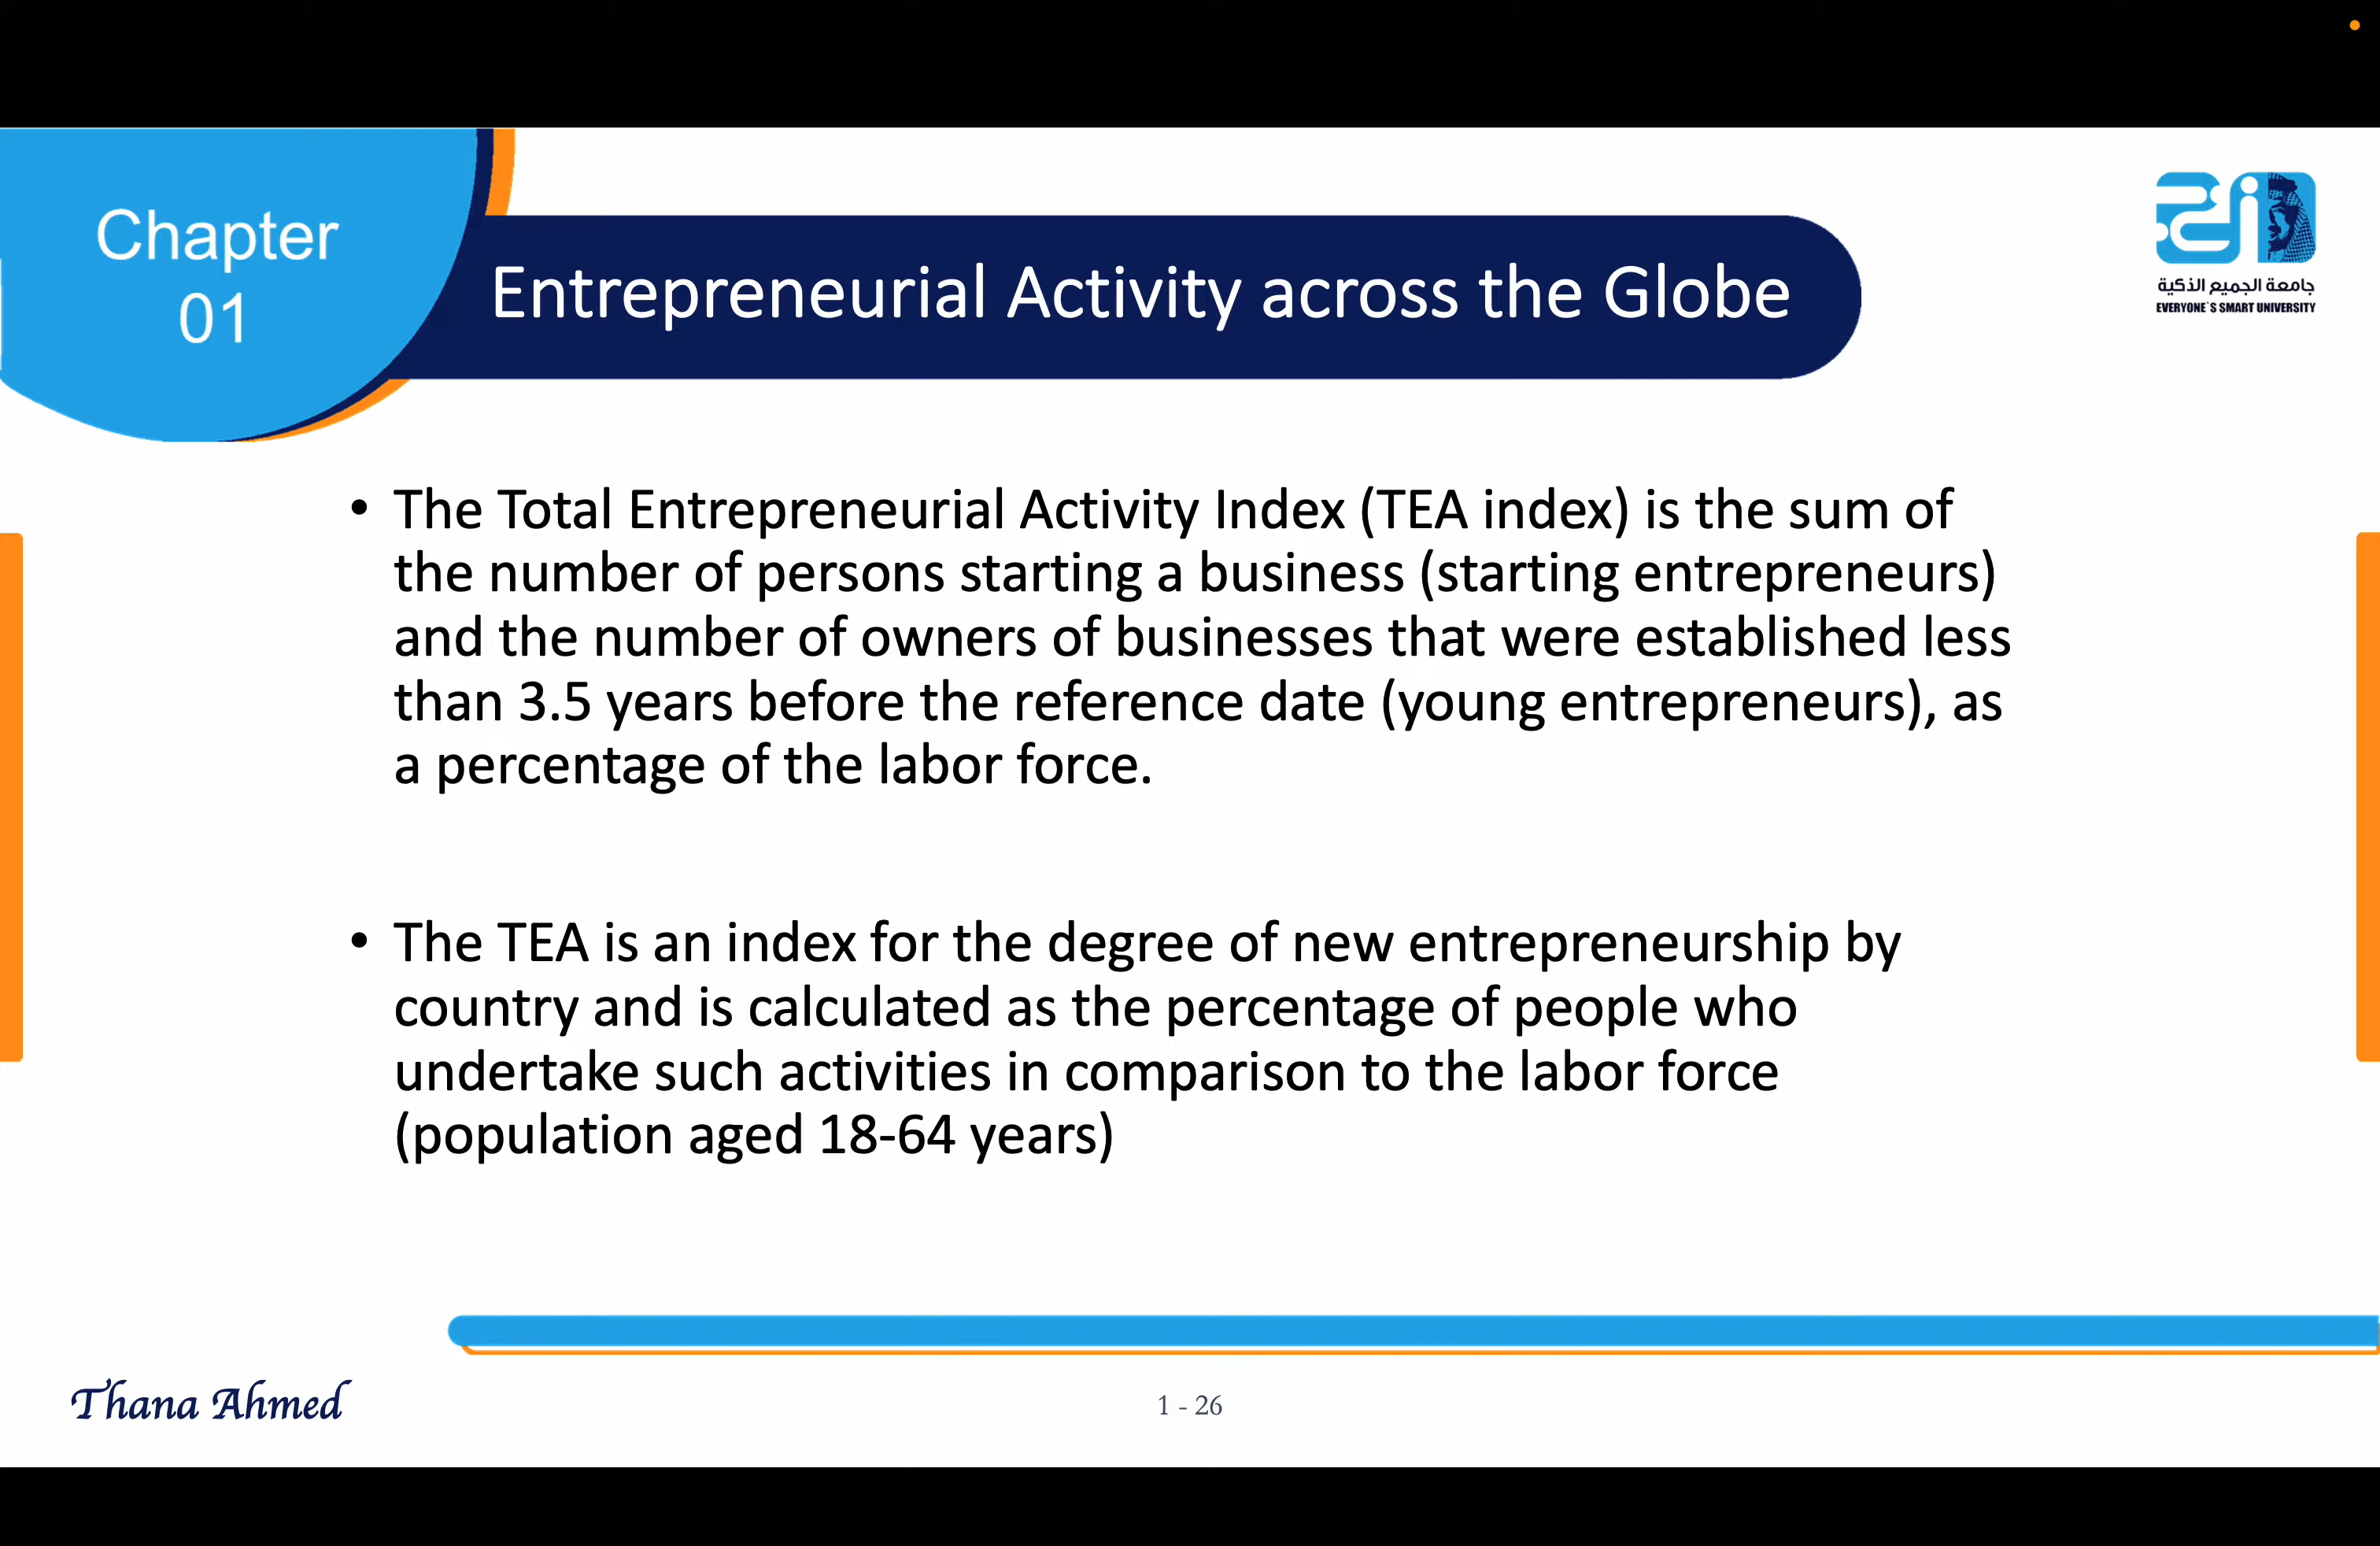 Chapter
01
Entrepreneurial Activity across the Globe
جامعة الجميع الذكية
EVERYONE`S SMART UNIVERSITY
• The Total Entrepreneurial Activity Index (TEA index) is the sum of
the number of persons starting a business (starting entrepreneurs)
and the number of owners of businesses that were established less
than 3.5 years before the reference date (young entrepreneurs), as
a percentage of the labor force.
• The TEA is an index for the degree of new entrepreneurship by
country and is calculated as the percentage of people who
undertake such activities in comparison to the labor force
(population aged 18-64 years)
Thana Ahmed
1 - 26